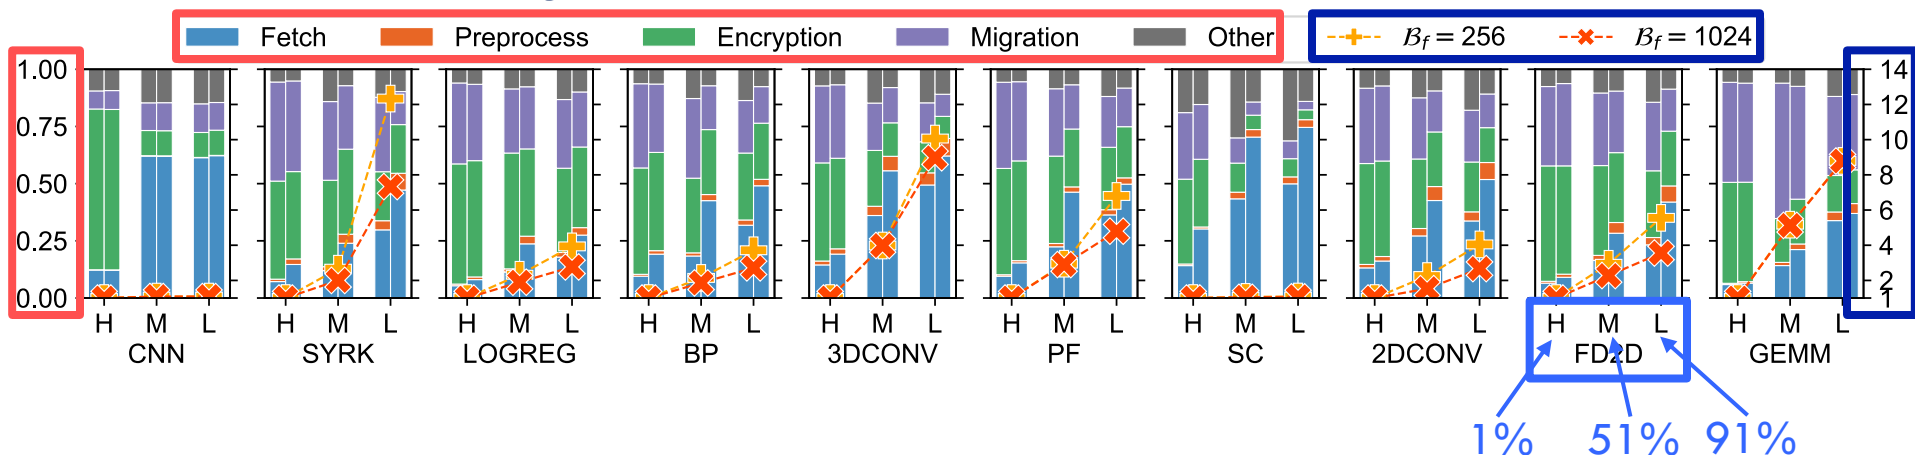 Fetch Preprocess Encryption Migration Other 𝓑f = 256 𝓑f = 1024
1.00 14
12
0.75
10
0.50 8
6
0.25 4
2
0.00 1
H M L H M L H M L H M L H M L H M L H M L H M L H M L H M L
CNN SYRK LOGREG BP 3DCONV PF SC 2DCONV FD2D GEMM
1% 51% 91%